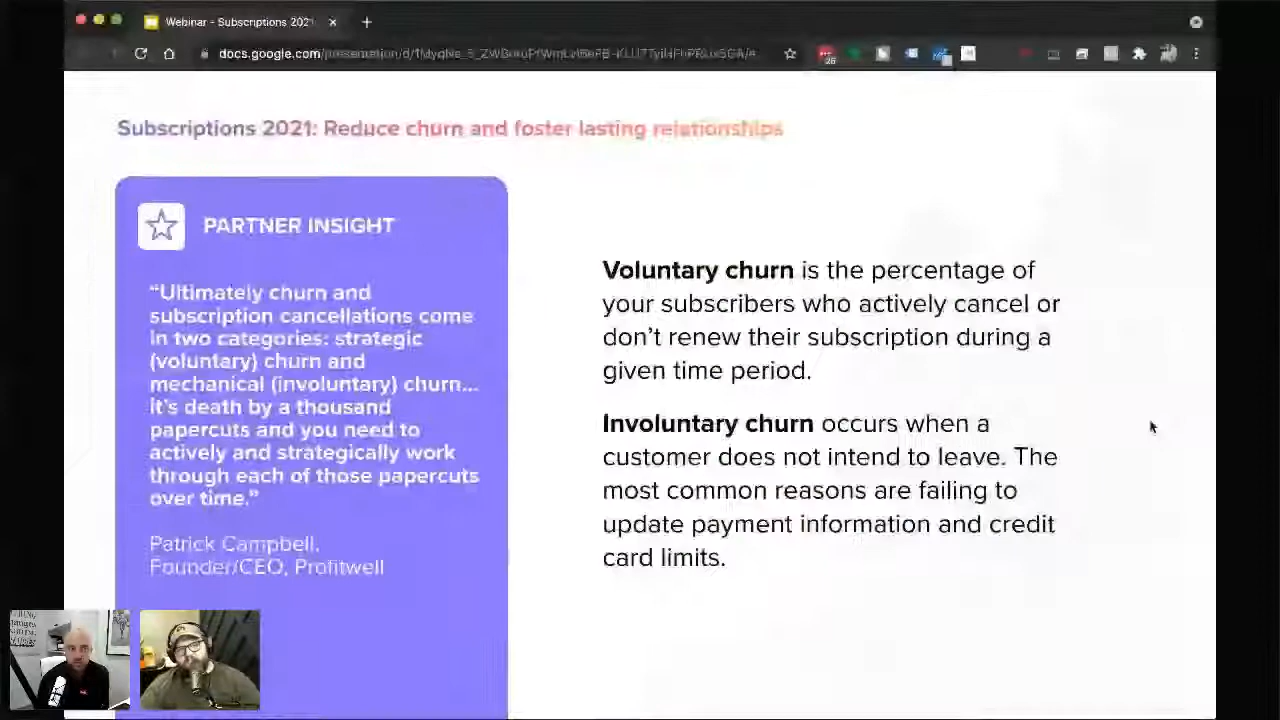 Webinar - Subscriptions 2021
docs.google.com
26
Subscriptions 2021: Reduce churn and foster lasting relationships
PARTNER INSIGHT
“Ultimately churn and
subscription cancellations come
in two categories: strategic
(voluntary) churn and
mechanical (involuntary) churn...
it’s death by a thousand
papercuts and you need to
actively and strategically work
through each of those papercuts
over time.”
Patrick Campbell,
Founder/CEO, Profitwell
Voluntary churn is the percentage of
your subscribers who actively cancel or
don’t renew their subscription during a
given time period.
Involuntary churn occurs when a
customer does not intend to leave. The
most common reasons are failing to
update payment information and credit
card limits.